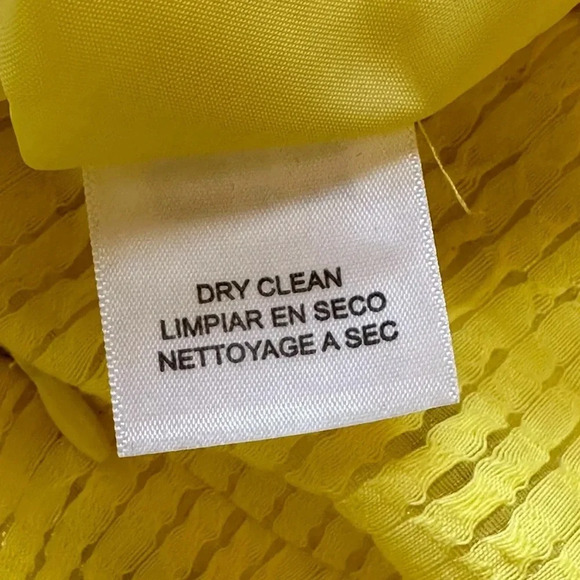 DRY CLEAN
LIMPIAR EN SECO
NETTOYAGE A SEC